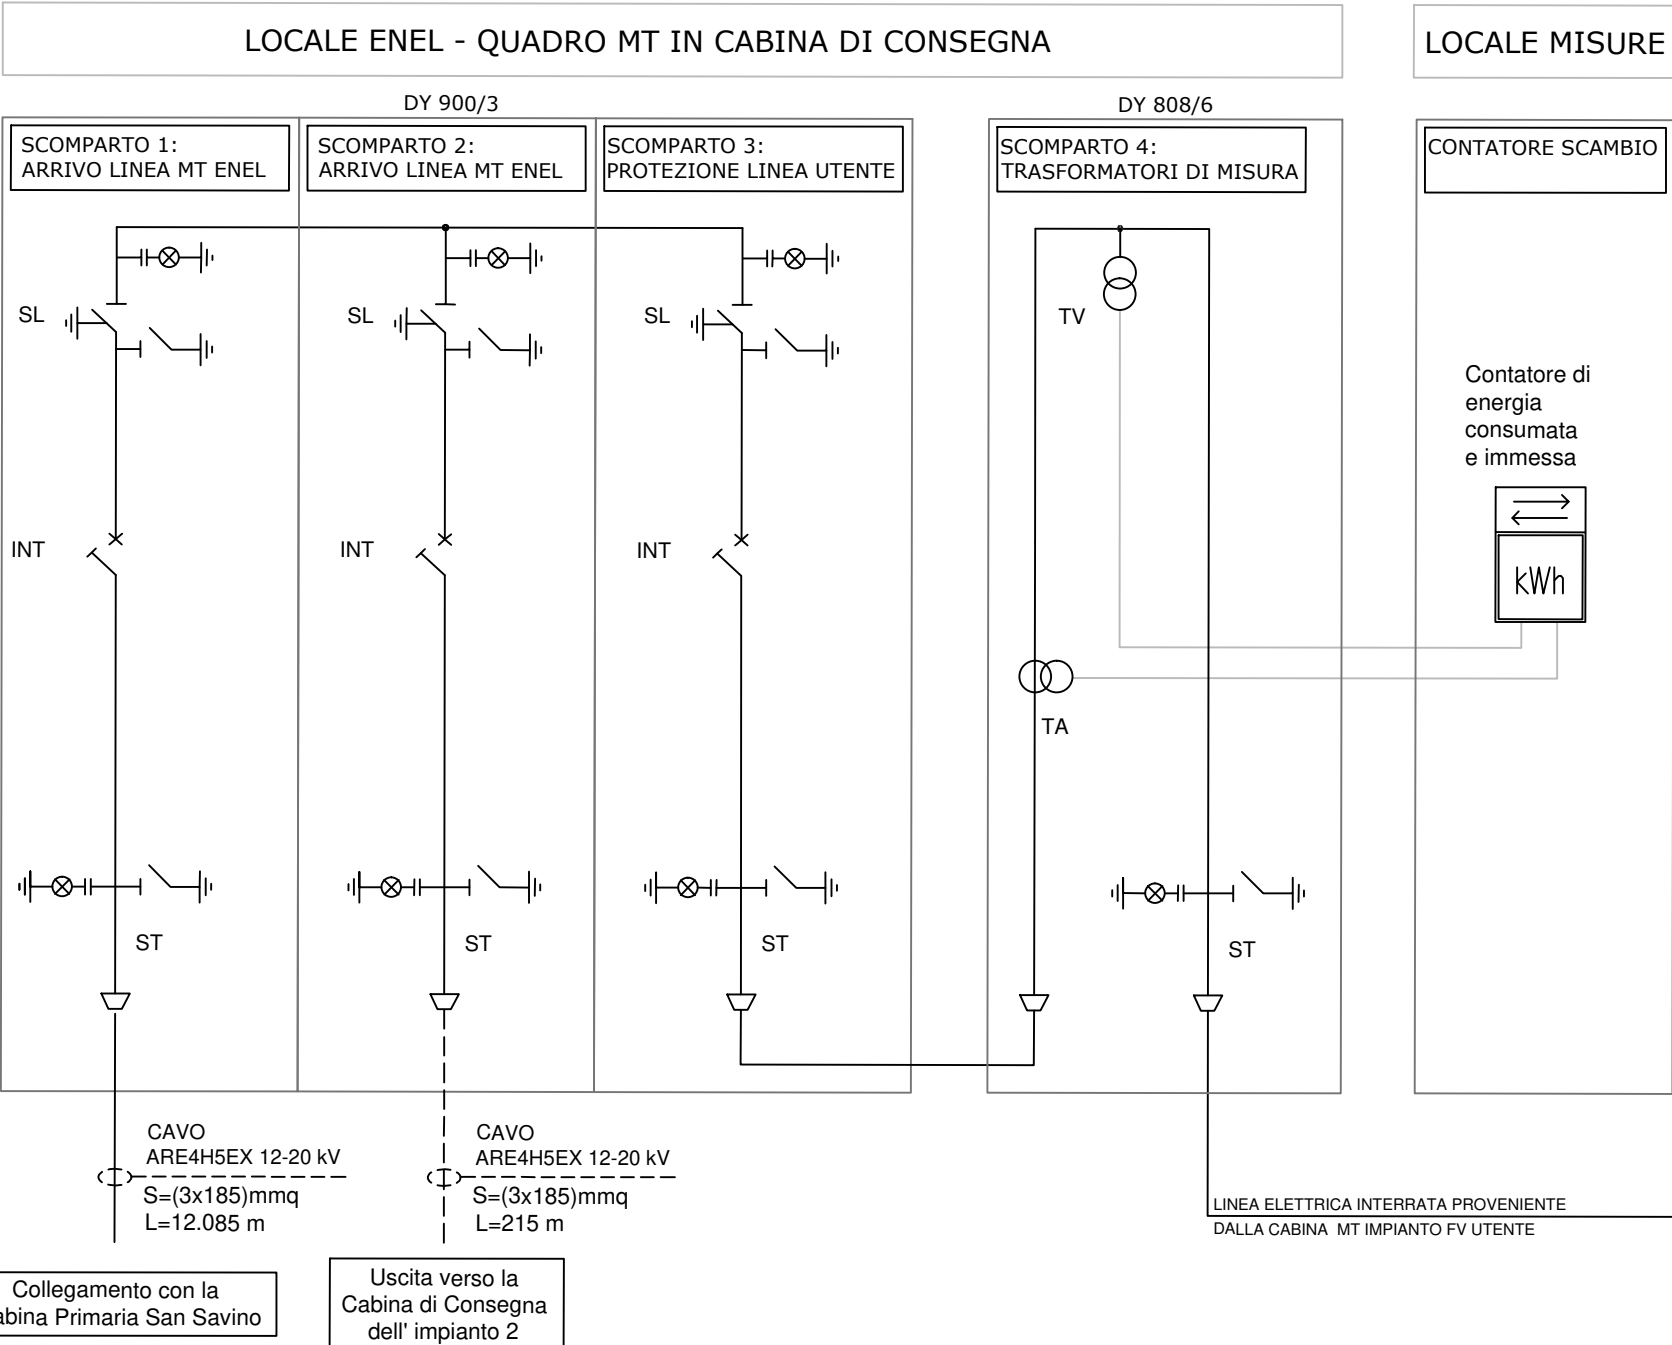 LOCALE ENEL - QUADRO MT IN CABINA DI CONSEGNA
LOCALE MISURE
DY 900/3
DY 808/6
SCOMPARTO 1:
ARRIVO LINEA MT ENEL
SCOMPARTO 2:
ARRIVO LINEA MT ENEL
SCOMPARTO 3:
PROTEZIONE LINEA UTENTE
SCOMPARTO 4:
TRASFORMATORI DI MISURA
CONTATORE SCAMBIO
SL
SL
SL
TV
Contatore di
energia
consumata
e immessa
INT
INT
INT
kWh
TA
ST
ST
ST
ST
CAVO
ARE4H5EX 12-20 kV
S=(3x185)mmq
L=12.085 m
CAVO
ARE4H5EX 12-20 kV
S=(3x185)mmq
L=215 m
LINEA ELETTRICA INTERRATA PROVENIENTE
DALLA CABINA MT IMPIANTO FV UTENTE
Collegamento con la
abina Primaria San Savino
Uscita verso la
Cabina di Consegna
dell' impianto 2